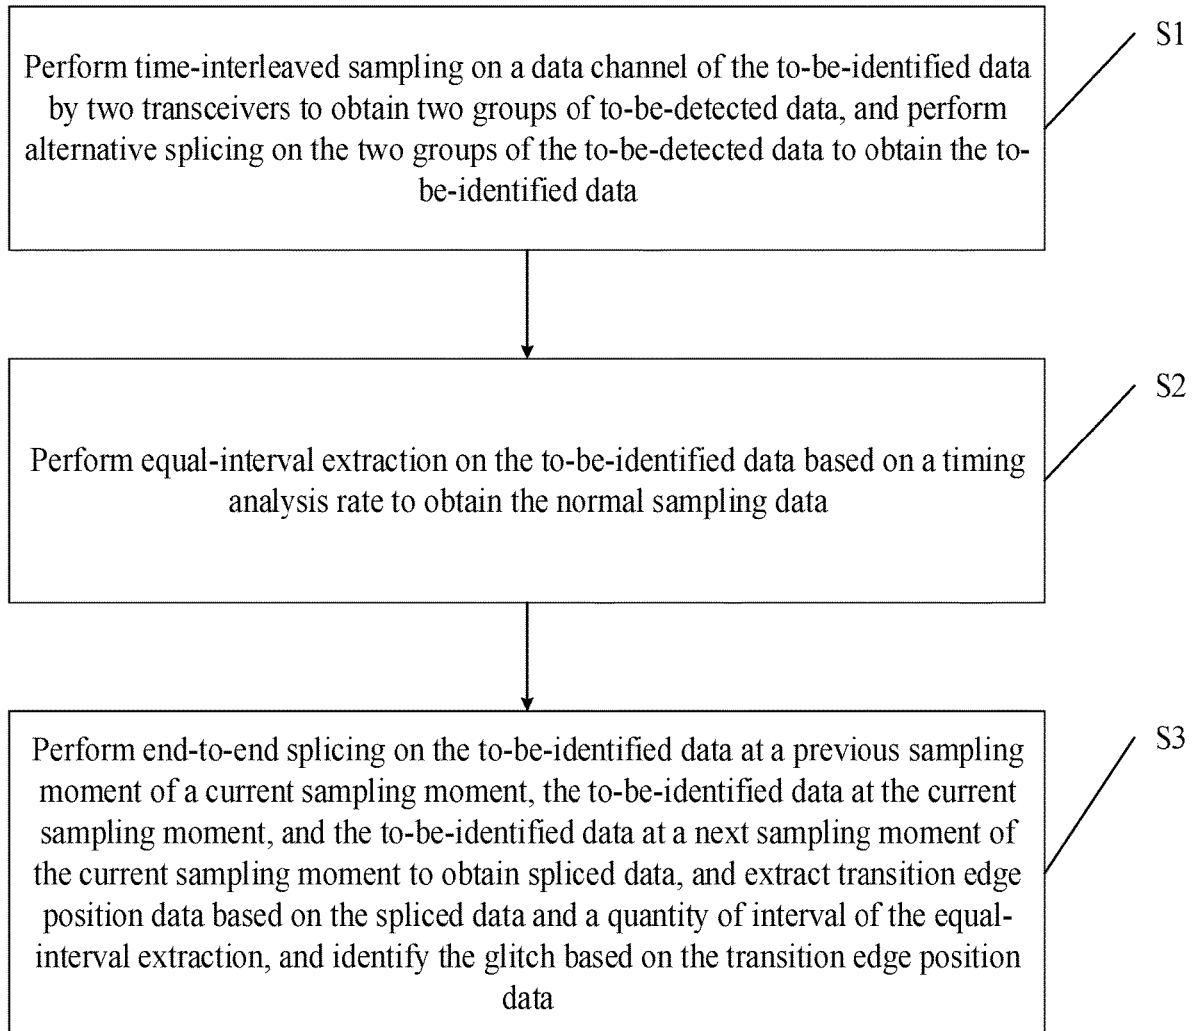 Perform time-interleaved sampling on a data channel of the to-be-identified data
by two transceivers to obtain two groups of to-be-detected data, and perform
alternative splicing on the two groups of the to-be-detected data to obtain the to-
be-identified data
S1
Perform equal-interval extraction on the to-be-identified data based on a timing
analysis rate to obtain the normal sampling data
S2
Perform end-to-end splicing on the to-be-identified data at a previous sampling
moment of a current sampling moment, the to-be-identified data at the current
sampling moment, and the to-be-identified data at a next sampling moment of
the current sampling moment to obtain spliced data, and extract transition edge
position data based on the spliced data and a quantity of interval of the equal-
interval extraction, and identify the glitch based on the transition edge position
data
S3